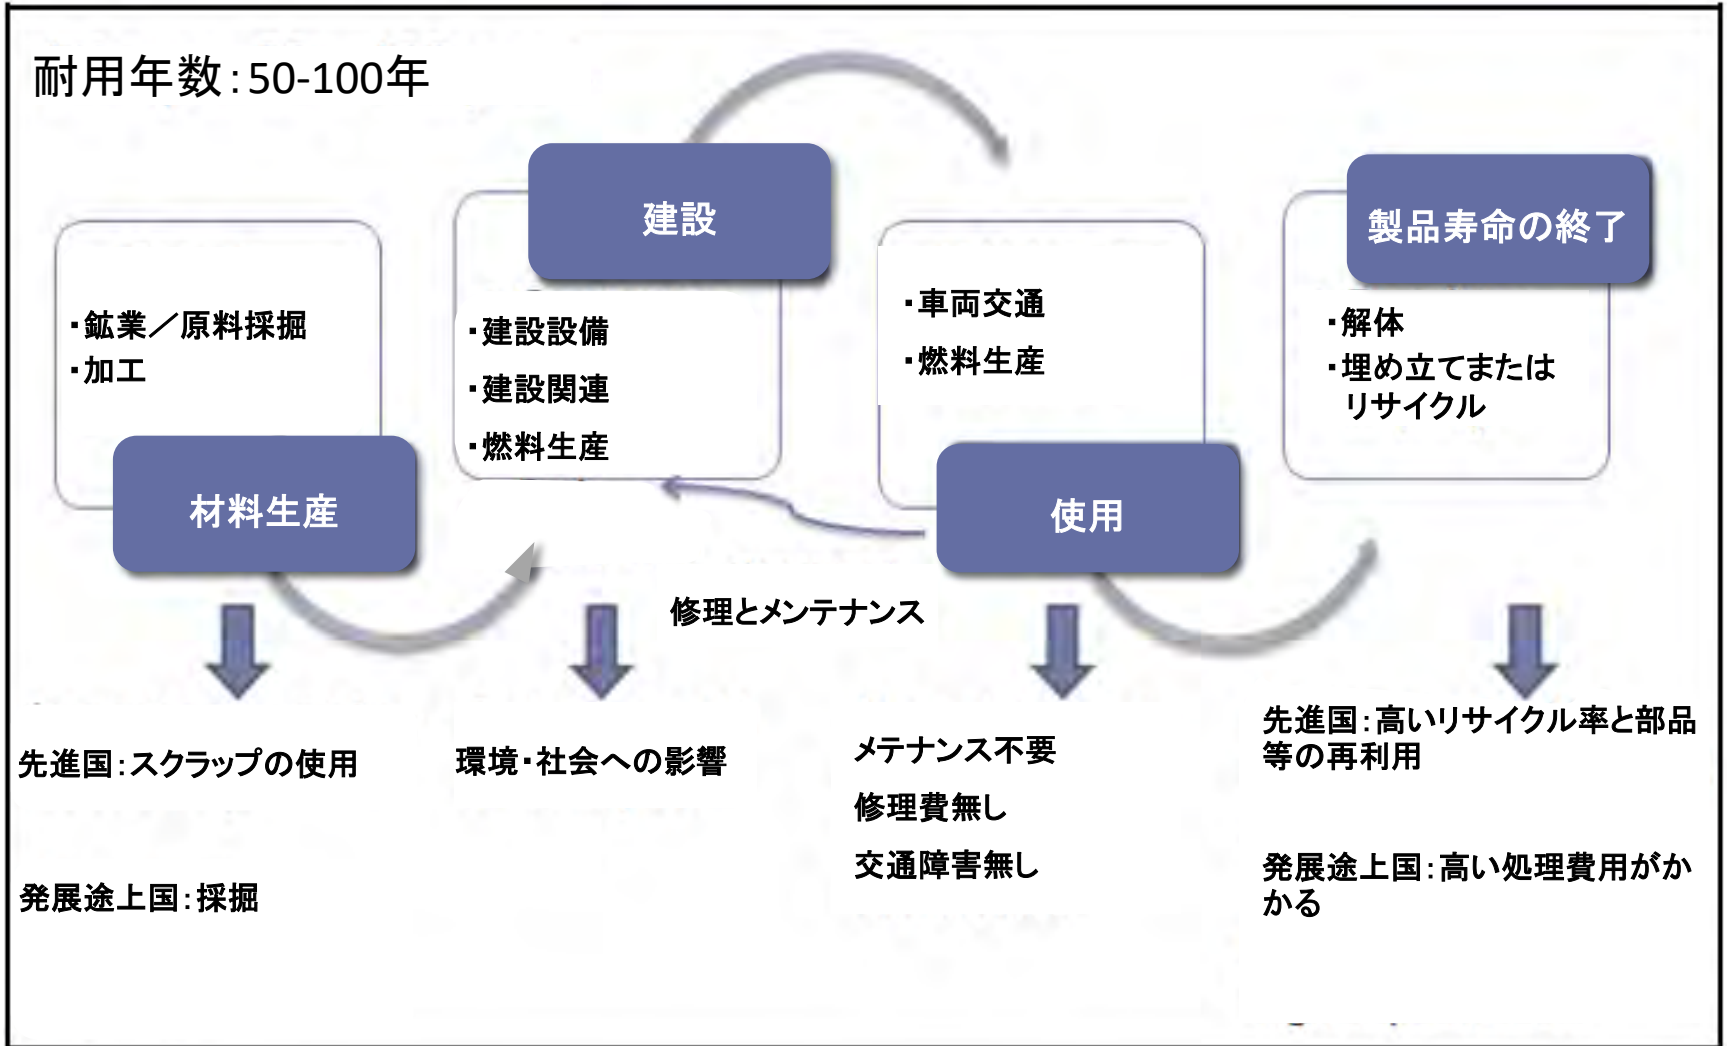 耐用年数：50-100年
・鉱業／原料採掘
・加工
材料生産
建設
・建設設備
・建設関連
・燃料生産
・車両交通
・燃料生産
使用
製品寿命の終了
・解体
・埋め立てまたは
リサイクル
修理とメンテナンス
先進国：スクラップの使用
発展途上国：採掘
環境・社会への影響
メテナンス不要
修理費無し
交通障害無し
先進国：高いリサイクル率と部品
等の再利用
発展途上国：高い処理費用がか
かる